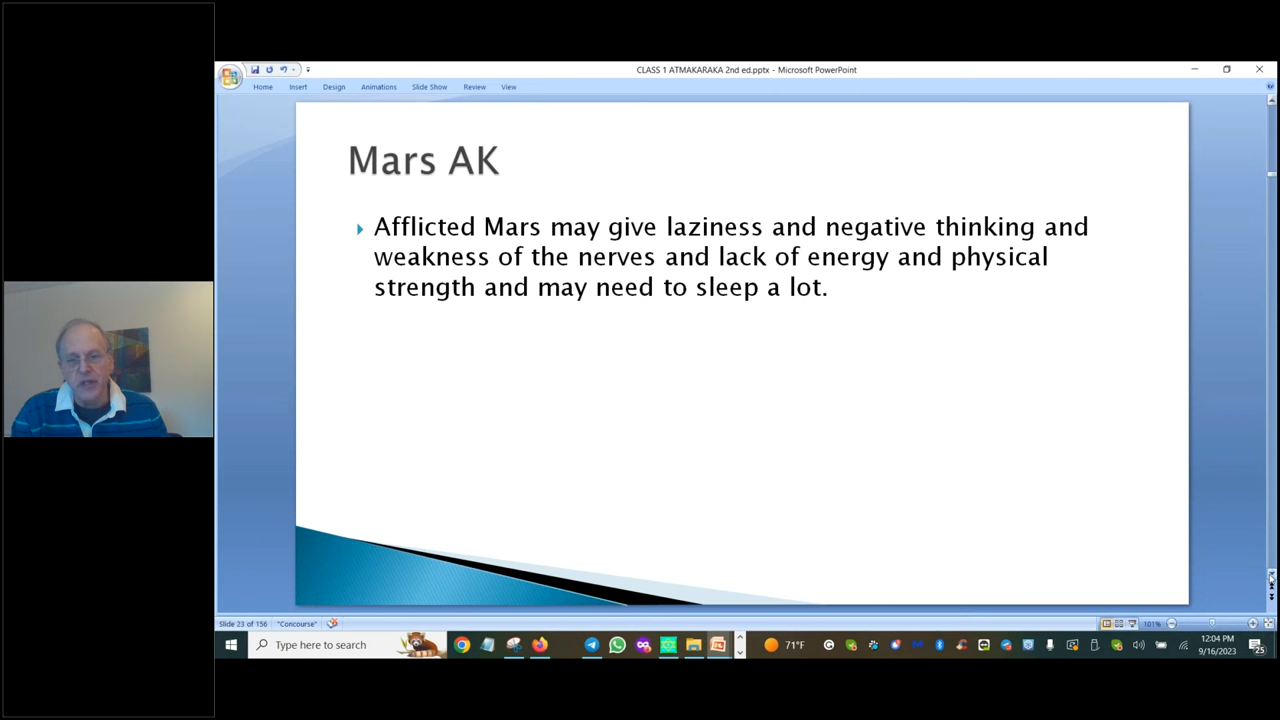 CLASS 1 ATMAKARAKA 2nd ed.pptx - Microsoft PowerPoint
Home Insert Design Animations Slide Show Review View
Mars AK
Afflicted Mars may give laziness and negative thinking and
weakness of the nerves and lack of energy and physical
strength and may need to sleep a lot.
Slide 23 of 156 "Concourse" 101%
Type here to search 71°F 12:04 PM
9/16/2023 25